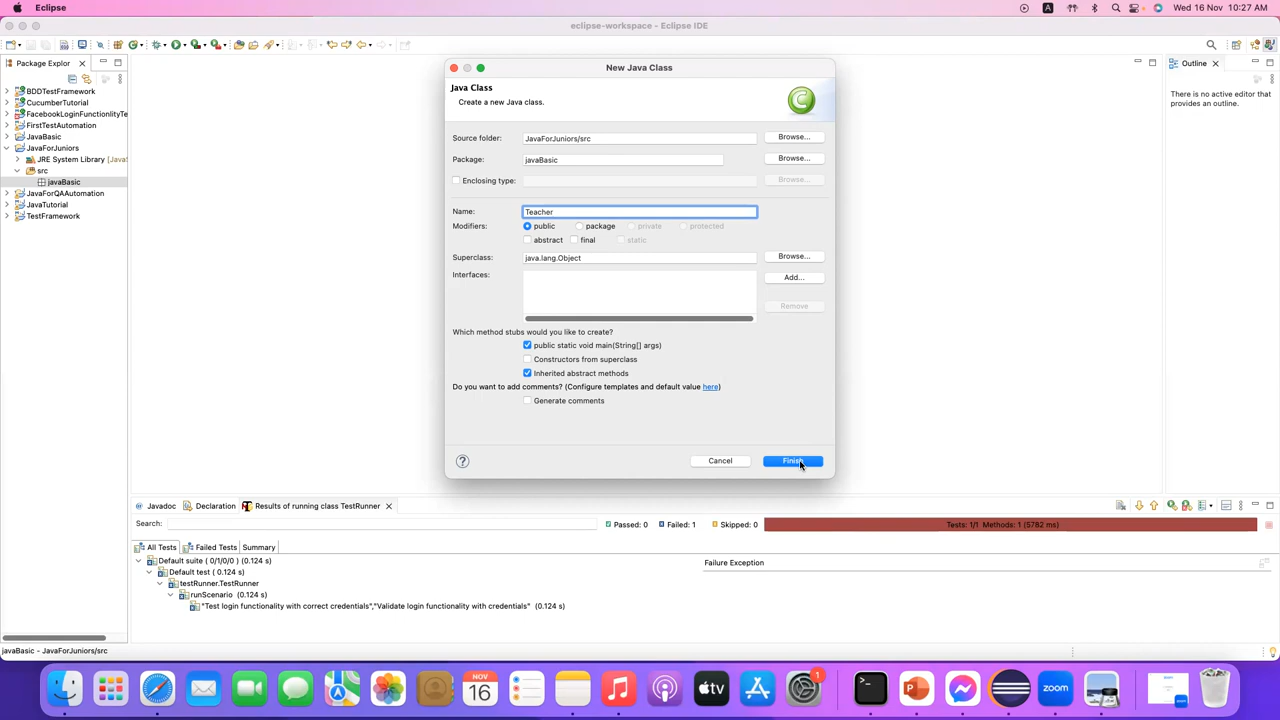 Eclipse
A
Wed 16 Nov 10:27 AM
eclipse-workspace - Eclipse IDE
Package Explor
BDDTestFramework
CucumberTutorial
FacebookLoginFunctionlityTe
FirstTestAutomation
JavaBasic
JavaForJuniors
JRE System Library [Java
src
javaBasic
JavaForQAAutomation
JavaTutorial
TestFramework
New Java Class
Java Class
Create a new Java class.
Source folder: JavaForJuniors/src Browse...
Package: javaBasic Browse...
Enclosing type: Browse...
Name: Teacher
Modifiers: public package private protected
abstract final static
Superclass: java.lang.Object Browse...
Interfaces: Add...
Remove
Which method stubs would you like to create?
public static void main(String[] args)
Constructors from superclass
Inherited abstract methods
Do you want to add comments? (Configure templates and default value here)
Generate comments
? Cancel Finish
Outline
There is no active editor that
provides an outline.
Javadoc Declaration Results of running class TestRunner
Search: Passed: 0 Failed: 1 Skipped: 0 Tests: 1/1 Methods: 1 (5782 ms)
All Tests Failed Tests Summary
Default suite ( 0/1/0/0 ) (0.124 s)
Default test ( 0.124 s)
testRunner.TestRunner
runScenario (0.124 s)
"Test login functionality with correct credentials","Validate login functionality with credentials" (0.124 s)
Failure Exception
javaBasic - JavaForJuniors/src
NOV
16
tv
1
zoom